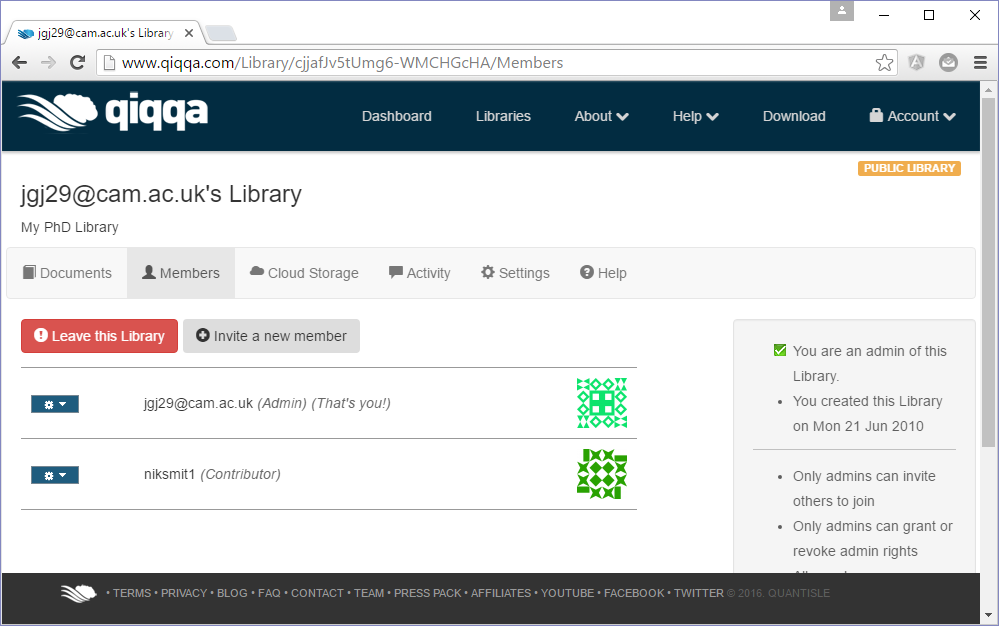 jgj29@cam.ac.uk's Library
www.qiqqa.com/Library/cjjafJv5tUmg6-WMCHGcHA/Members
qiqqa
Dashboard Libraries About Help Download Account
PUBLIC LIBRARY
jgj29@cam.ac.uk's Library
My PhD Library
Documents Members Cloud Storage Activity Settings Help
Leave this Library Invite a new member
jgj29@cam.ac.uk (Admin) (That's you!)
niksmit1 (Contributor)
You are an admin of this
Library.
• You created this Library
on Mon 21 Jun 2010
• Only admins can invite
others to join
• Only admins can grant or
revoke admin rights
• TERMS • PRIVACY • BLOG • FAQ • CONTACT • TEAM • PRESS PACK • AFFILIATES • YOUTUBE • FACEBOOK • TWITTER © 2016. QUANTISLE